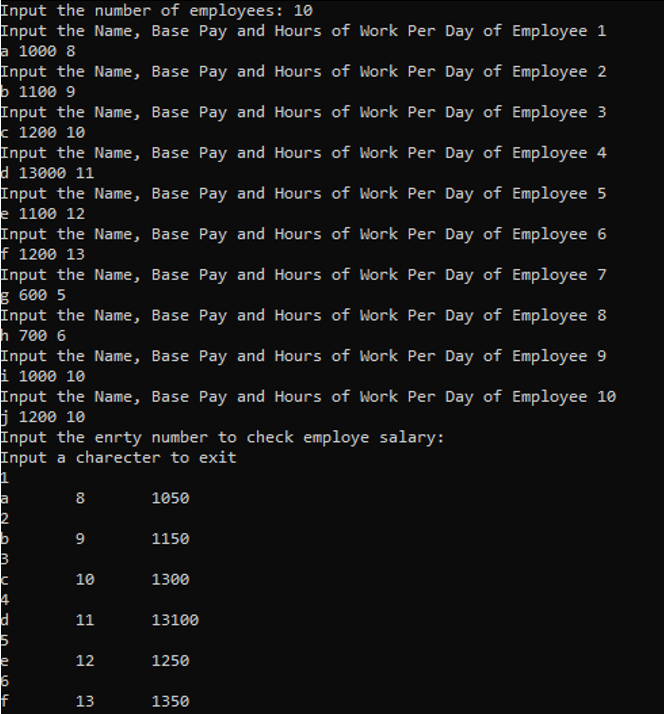 Input the number of employees: 10
Input the Name, Base Pay and Hours of Work Per Day of Employee 1
a 1000 8
Input the Name, Base Pay and Hours of Work Per Day of Employee 2
b 1100 9
Input the Name, Base Pay and Hours of Work Per Day of Employee 3
c 1200 10
Input the Name, Base Pay and Hours of Work Per Day of Employee 4
d 13000 11
Input the Name, Base Pay and Hours of Work Per Day of Employee 5
e 1100 12
Input the Name, Base Pay and Hours of Work Per Day of Employee 6
f 1200 13
Input the Name, Base Pay and Hours of Work Per Day of Employee 7
g 600 5
Input the Name, Base Pay and Hours of Work Per Day of Employee 8
h 700 6
Input the Name, Base Pay and Hours of Work Per Day of Employee 9
i 1000 10
Input the Name, Base Pay and Hours of Work Per Day of Employee 10
j 1200 10
Input the enrty number to check employe salary:
Input a charecter to exit
1
a 8 1050
2
b 9 1150
3
c 10 1300
4
d 11 13100
5
e 12 1250
6
f 13 1350